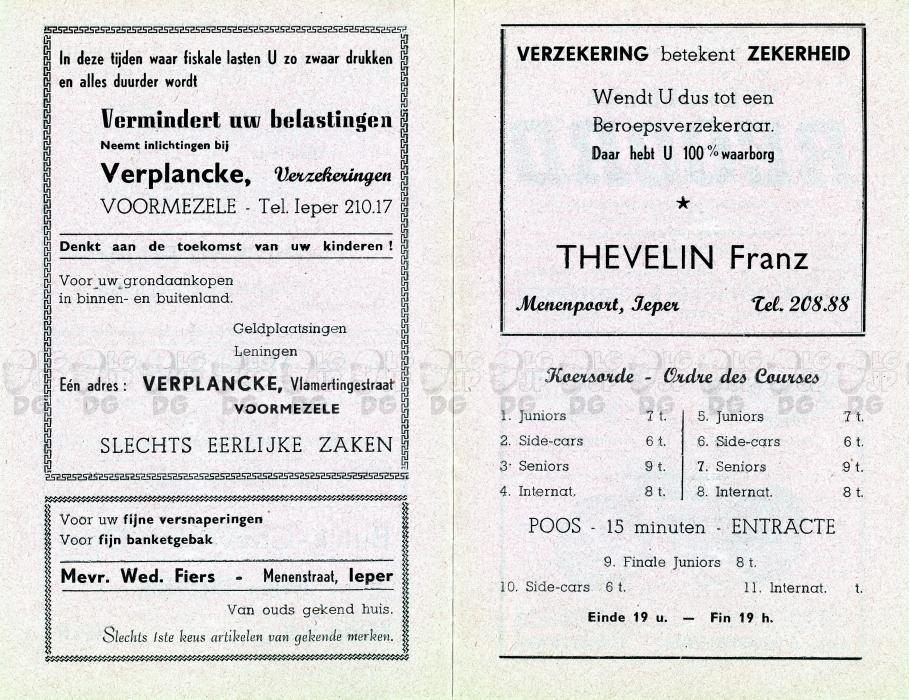 In deze tijden waar fiskale lasten U zo zwaar drukken
en alles duurder wordt
Vermindert uw belastingen
Neemt inlichtingen bij
Verplancke, Verzekeringen
VOORMEZELE - Tel. Ieper 210.17
Denkt aan de toekomst van uw kinderen !
Voor uw grondaankopen
in binnen- en buitenland.
Geldplaatsingen
Leningen
Eén adres : VERPLANCKE, Vlamertingestraat
VOORMEZELE
SLECHTS EERLIJKE ZAKEN
Voor uw fijne versnaperingen
Voor fijn banketgebak
Mevr. Wed. Fiers - Menenstraat, Ieper
Van ouds gekend huis.
Slechts 1ste keus artikelen van gekende merken.
VERZEKERING betekent ZEKERHEID
Wendt U dus tot een
Beroepsverzekeraar.
Daar hebt U 100 % waarborg
★
THEVELIN Franz
Menenpoort, Ieper Tel. 208.88
Koersorde - Ordre des Courses
1. Juniors 7 t.
2. Side-cars 6 t.
3. Seniors 9 t.
4. Internat. 8 t.
5. Juniors 7 t.
6. Side-cars 6 t.
7. Seniors 9 t.
8. Internat. 8 t.
POOS - 15 minuten - ENTRACTE
9. Finale Juniors 8 t.
10. Side-cars 6 t. 11. Internat. t.
Einde 19 u. — Fin 19 h.